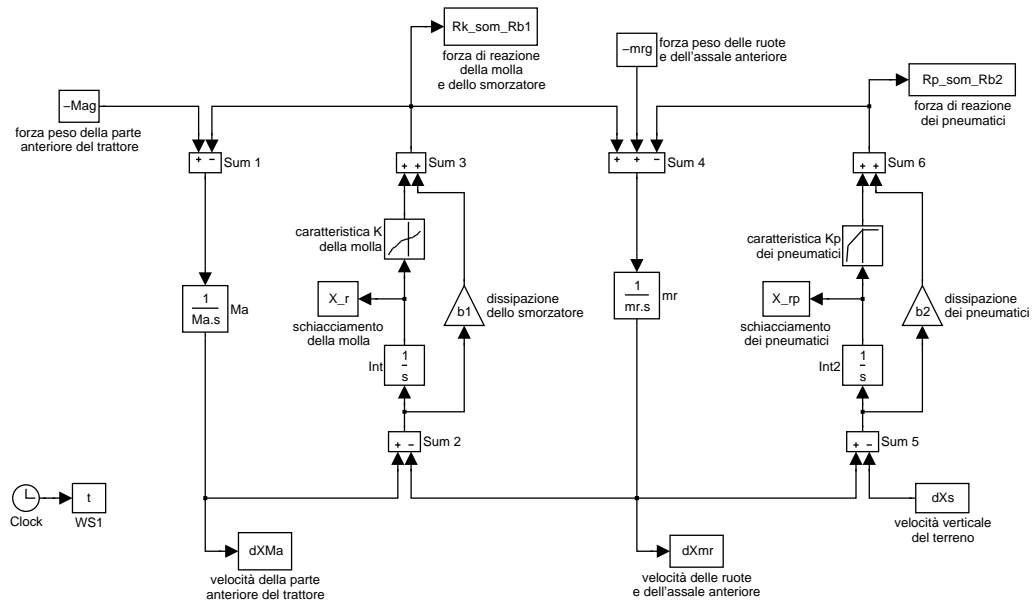 Rk_som_Rb1
forza di reazione
della molla
e dello smorzatore
−mrg
forza peso delle ruote
e dell'assale anteriore
Rp_som_Rb2
forza di reazione
dei pneumatici
−Mag
forza peso della parte
anteriore del trattore
+ −
Sum 1
+ +
Sum 3
+ + −
Sum 4
+ +
Sum 6
caratteristica K
della molla
caratteristica Kp
dei pneumatici
1
Ma.s
Ma
X_r
schiacciamento
della molla
b1
dissipazione
dello smorzatore
1
mr.s
mr
X_rp
schiacciamento
dei pneumatici
b2
dissipazione
dei pneumatici
Int
1
s
Int2
1
s
+ −
Sum 2
+ −
Sum 5
Clock
t
WS1
dXs
velocità verticale
del terreno
dXMa
velocità della parte
anteriore del trattore
dXmr
velocità delle ruote
e dell'assale anteriore